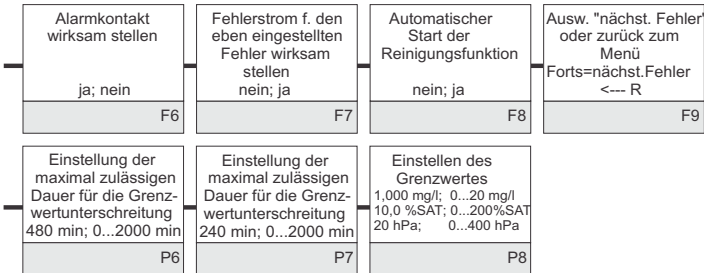 Alarmkontakt
wirksam stellen
ja; nein
F6
Fehlerstrom f. den
eben eingestellten
Fehler wirksam
stellen
nein; ja
F7
Automatischer
Start der
Reinigungsfunktion
nein; ja
F8
Ausw. "nächst. Fehler"
oder zurück zum
Menü
Forts=nächst.Fehler
<--- R
F9
Einstellung der
maximal zulässigen
Dauer für die Grenz-
wertunterschreitung
480 min; 0...2000 min
P6
Einstellung der
maximal zulässigen
Dauer für die Grenz-
wertunterschreitung
240 min; 0...2000 min
P7
Einstellen des
Grenzwertes
1,000 mg/l; 0...20 mg/l
10,0 %SAT; 0...200%SAT
20 hPa; 0...400 hPa
P8